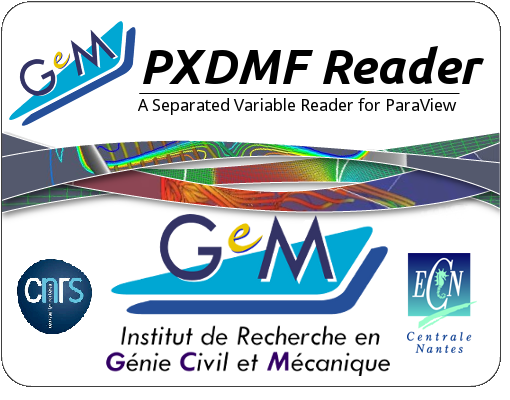 GeM
PXDMF Reader
A Separated Variable Reader for ParaView
GeM
cnrs
ECN
Institut de Recherche en
Génie Civil et Mécanique
Centrale
Nantes